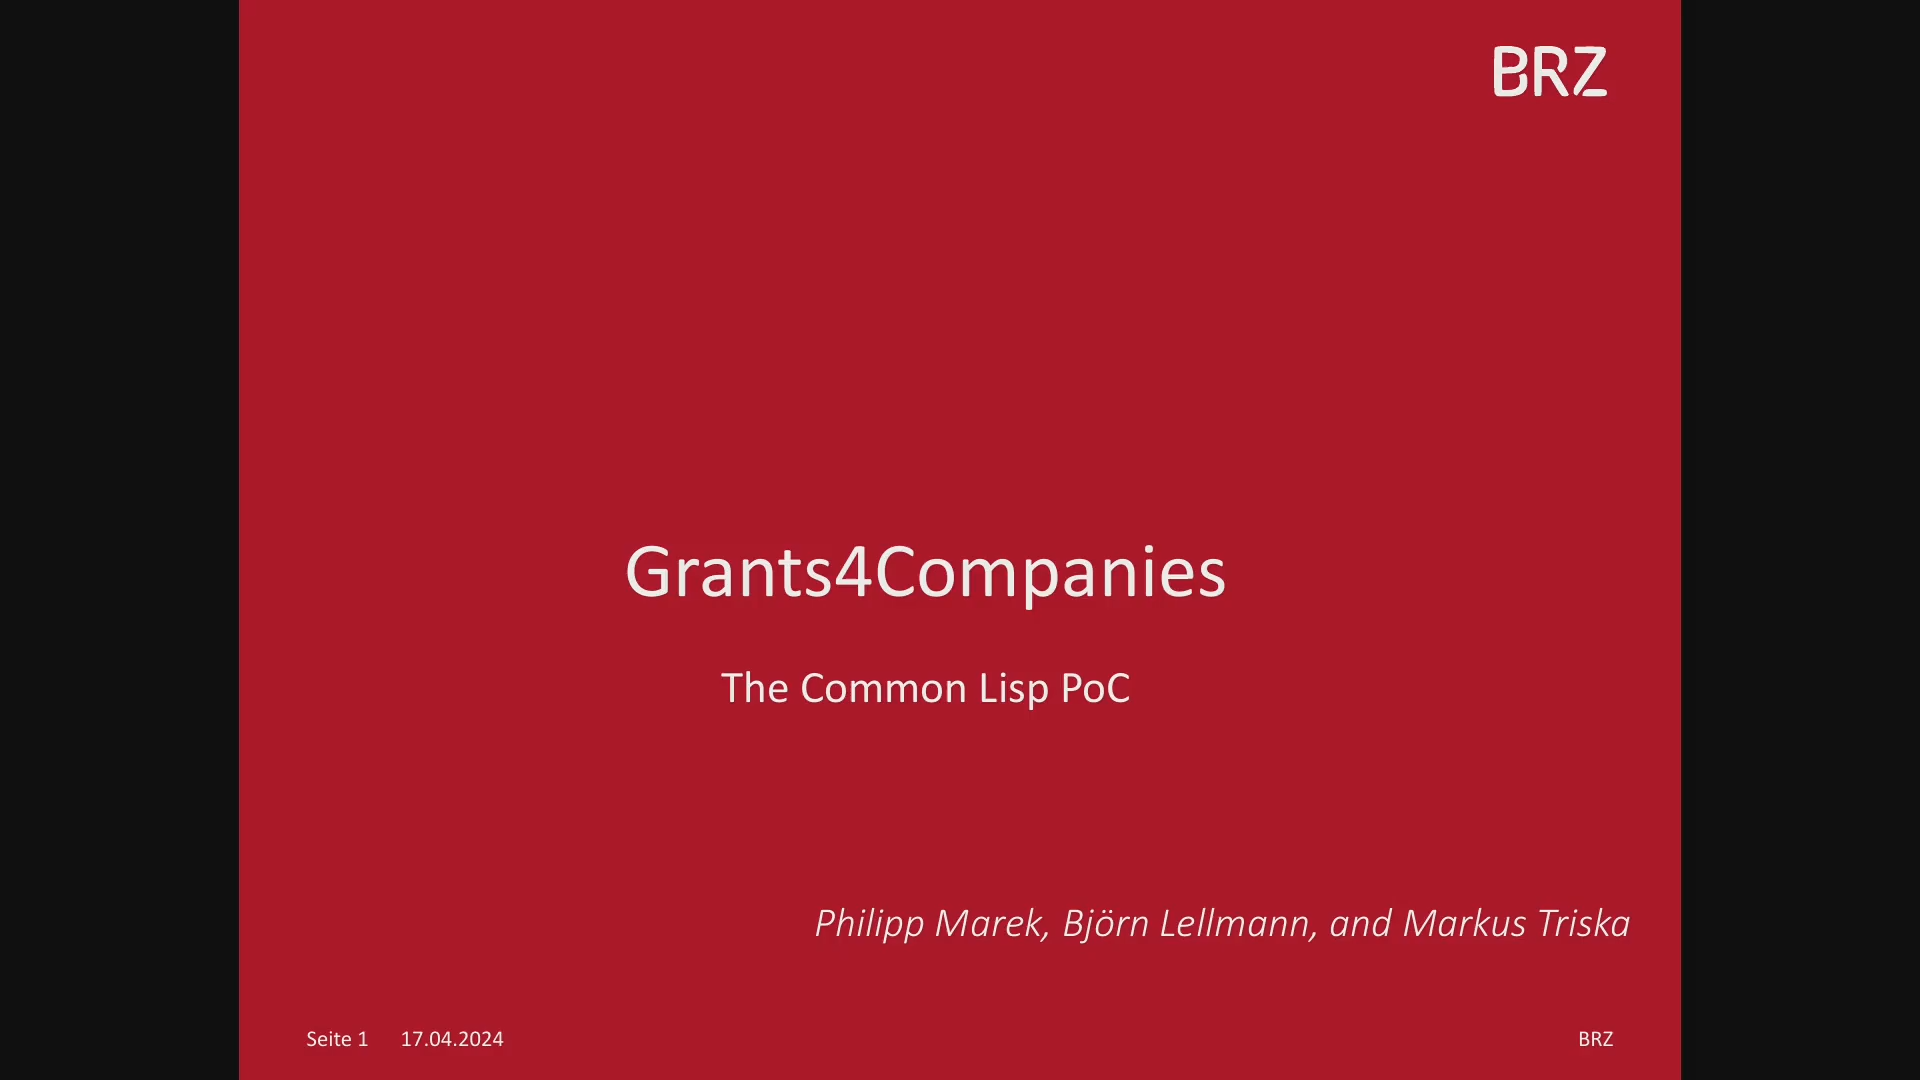 BRZ
Grants4Companies
The Common Lisp PoC
Philipp Marek, Björn Lellmann, and Markus Triska
Seite 1 17.04.2024 BRZ